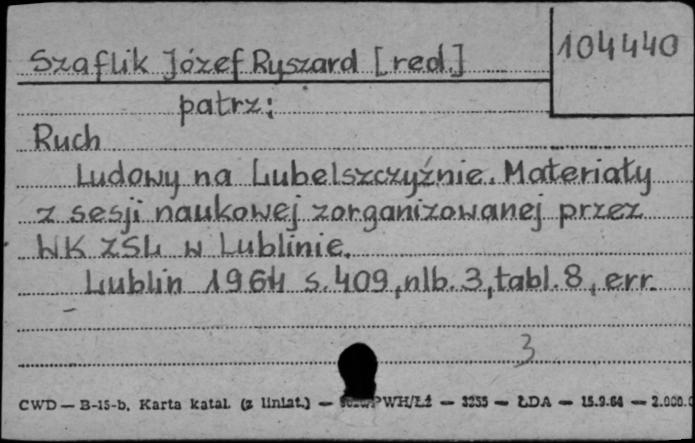 104440
Szaflik Józef Ryszard [red.]
patrz:
Ruch
Ludowy na Lubelszczyźnie. Materiały
z sesji naukowej zorganizowanej przez
WK ZSL w Lublinie.
Lublin 1964 s. 409, nlb. 3, tabl. 8, err.
3
CWD — B-15-b. Karta katal. (z liniat.) — PWH/Łź — 3255 — ŁDA — 15.9.64 — 2.000.0